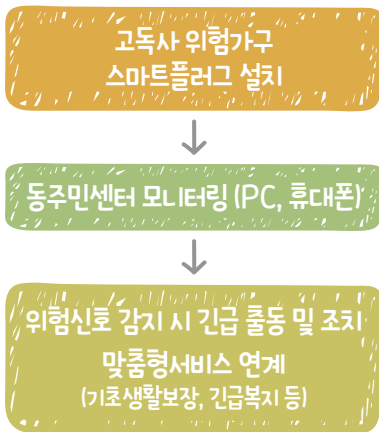 고독사 위험가구
스마트플러그 설치
동주민센터 모니터링 (PC, 휴대폰)
위험신호 감지 시 긴급 출동 및 조치
맞춤형서비스 연계
(기초생활보장, 긴급복지 등)